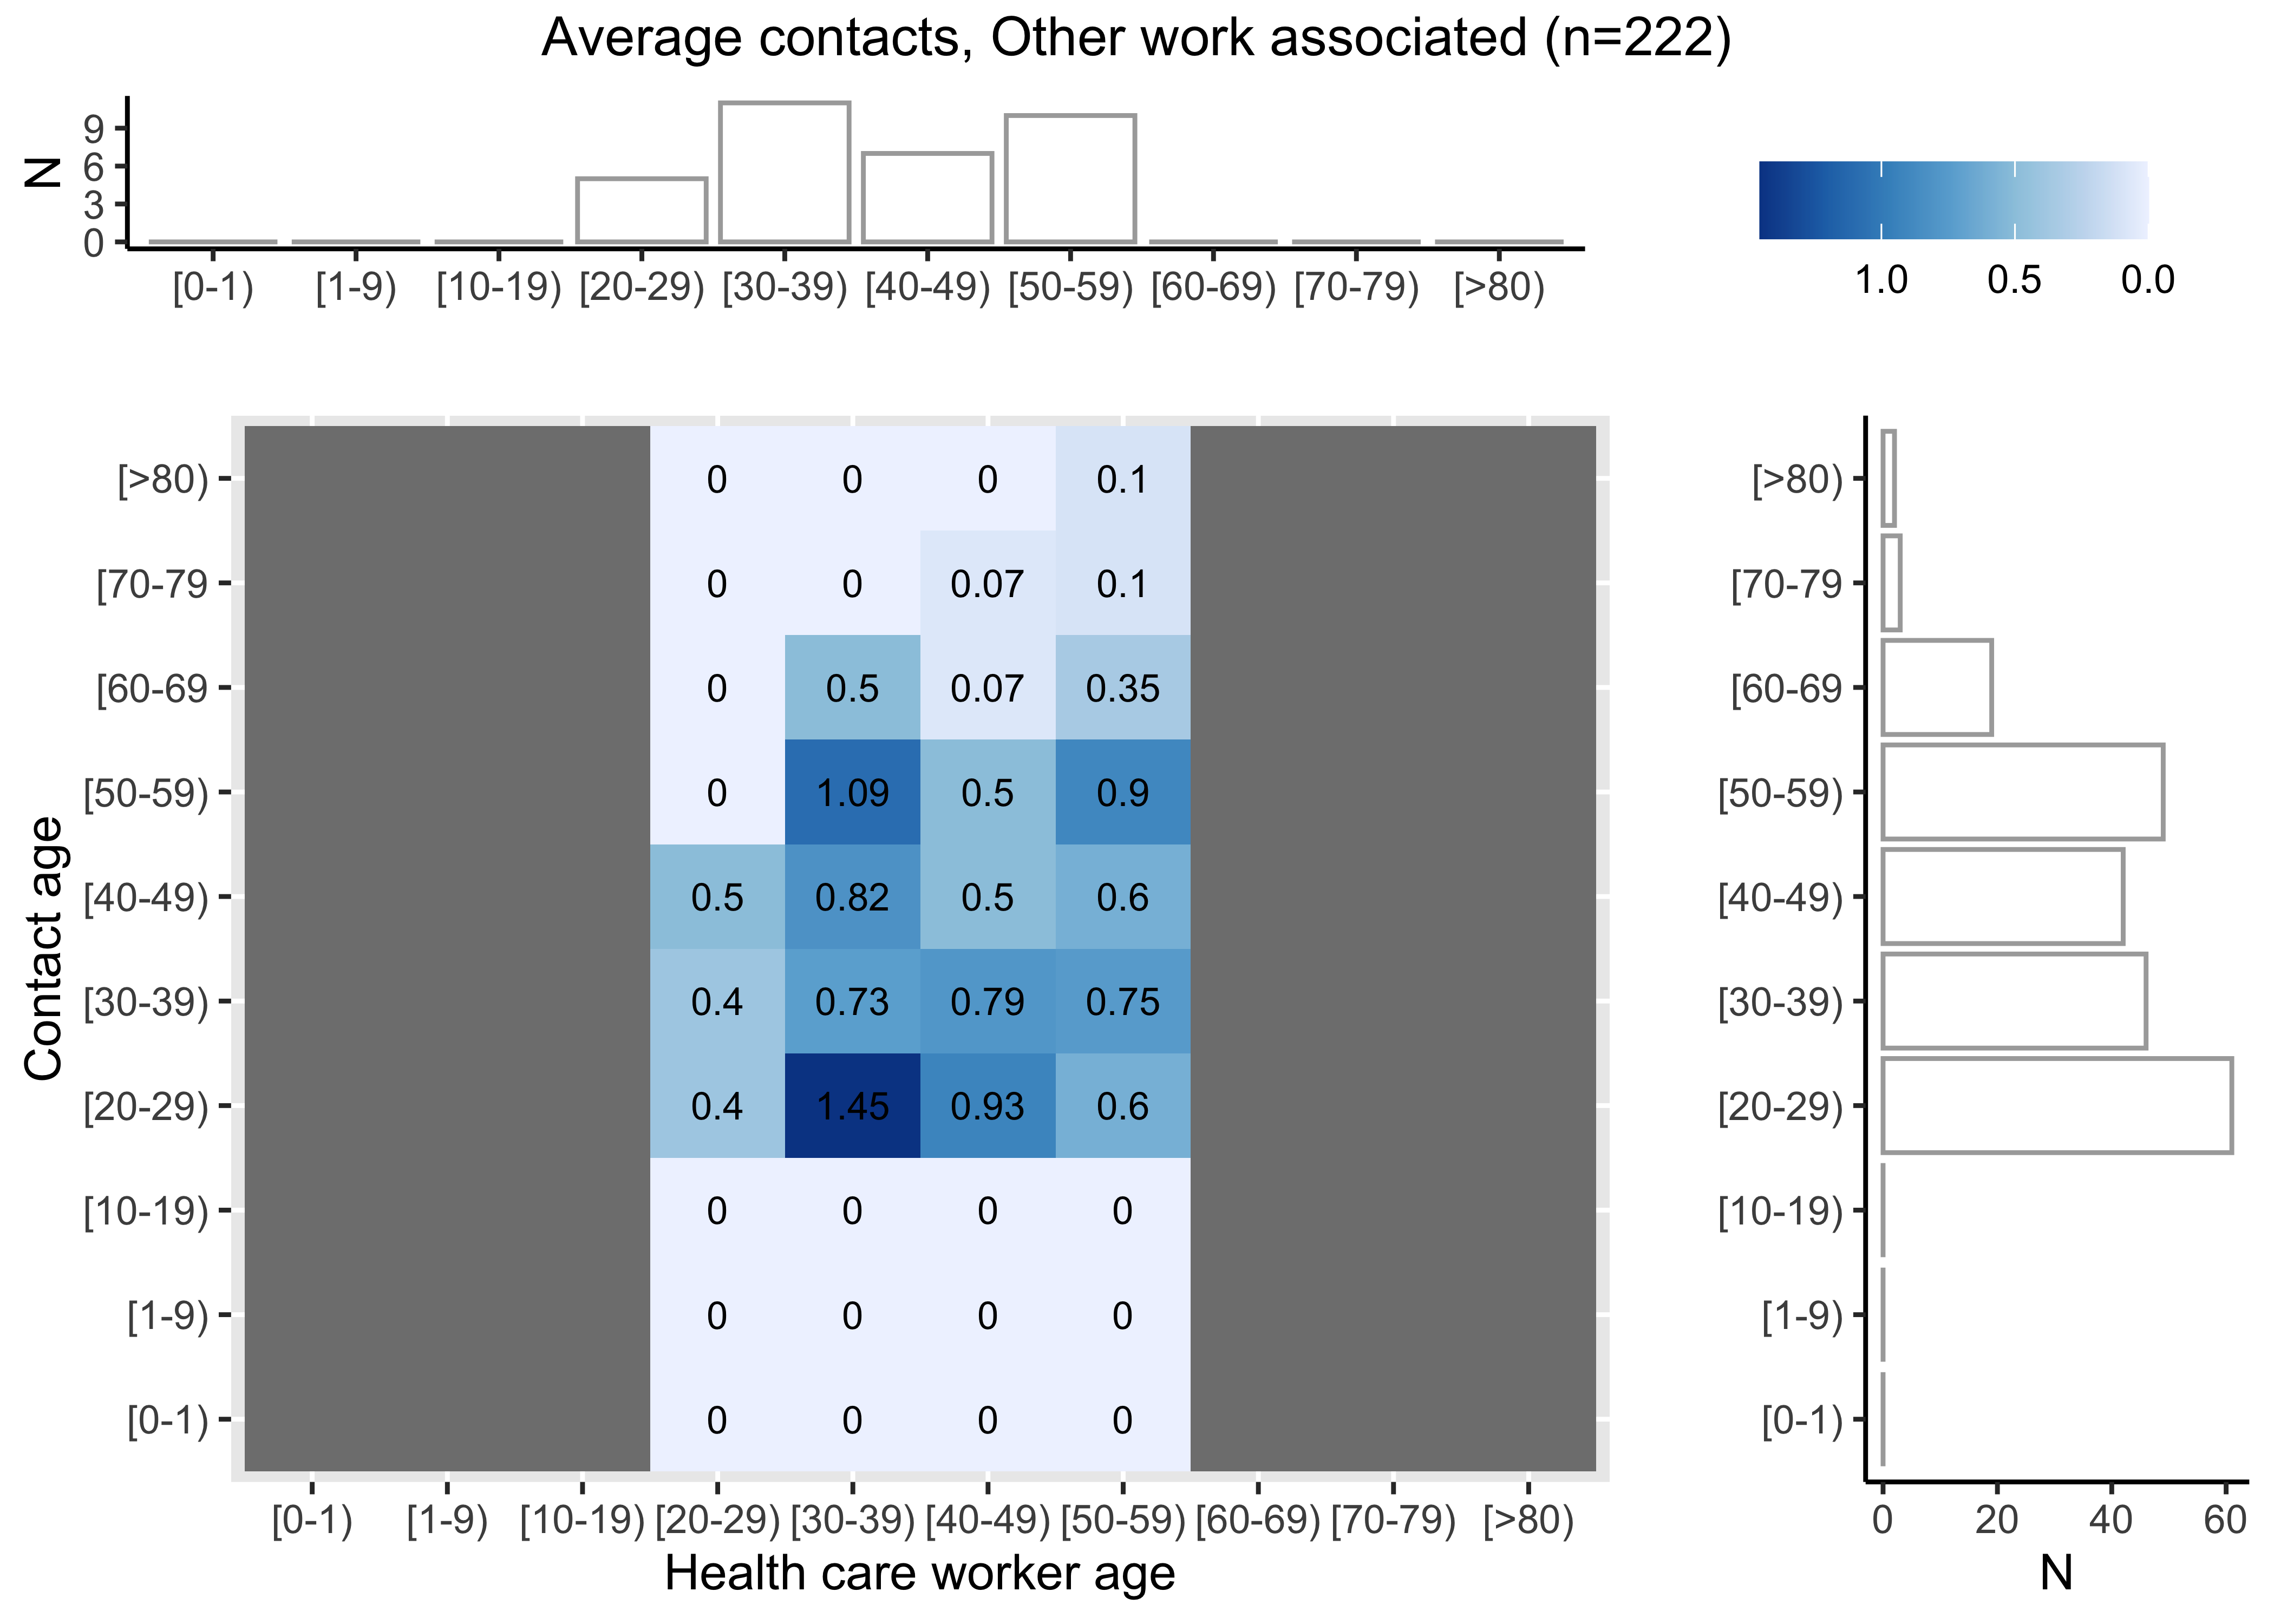 Average contacts, Other work associated (n=222)
N
9
6
3
0
[0-1) [1-9) [10-19) [20-29) [30-39) [40-49) [50-59) [60-69) [70-79) [>80)
1.0 0.5 0.0
Contact age
[>80) 0 0 0 0.1
[70-79 0 0 0.07 0.1
[60-69 0 0.5 0.07 0.35
[50-59) 0 1.09 0.5 0.9
[40-49) 0.5 0.82 0.5 0.6
[30-39) 0.4 0.73 0.79 0.75
[20-29) 0.4 1.45 0.93 0.6
[10-19) 0 0 0 0
[1-9) 0 0 0 0
[0-1) 0 0 0 0
[0-1) [1-9) [10-19) [20-29) [30-39) [40-49) [50-59) [60-69) [70-79) [>80)
Health care worker age
[>80)
[70-79
[60-69
[50-59)
[40-49)
[30-39)
[20-29)
[10-19)
[1-9)
[0-1)
0 20 40 60
N